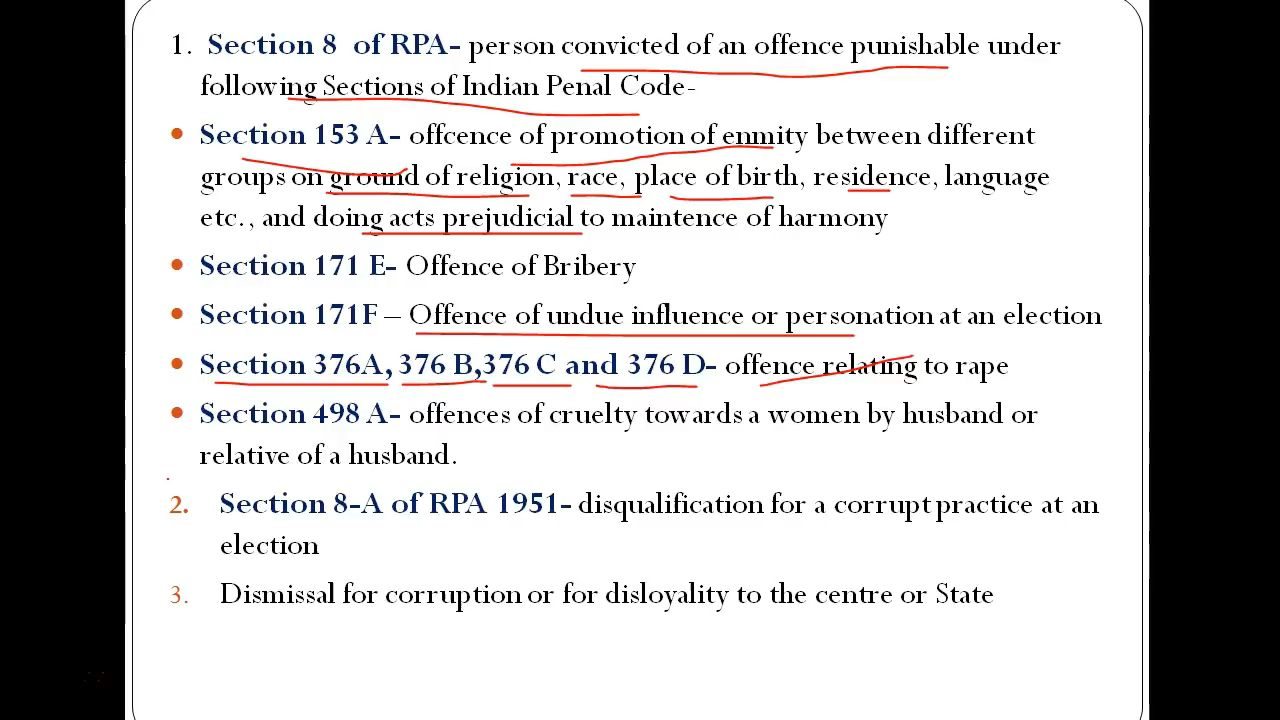 1. Section 8 of RPA- person convicted of an offence punishable under
following Sections of Indian Penal Code-
• Section 153 A- offcence of promotion of enmity between different
groups on ground of religion, race, place of birth, residence, language
etc., and doing acts prejudicial to maintence of harmony
• Section 171 E- Offence of Bribery
• Section 171F – Offence of undue influence or personation at an election
• Section 376A, 376 B,376 C and 376 D- offence relating to rape
• Section 498 A- offences of cruelty towards a women by husband or
relative of a husband.
2. Section 8-A of RPA 1951- disqualification for a corrupt practice at an
election
3. Dismissal for corruption or for disloyality to the centre or State